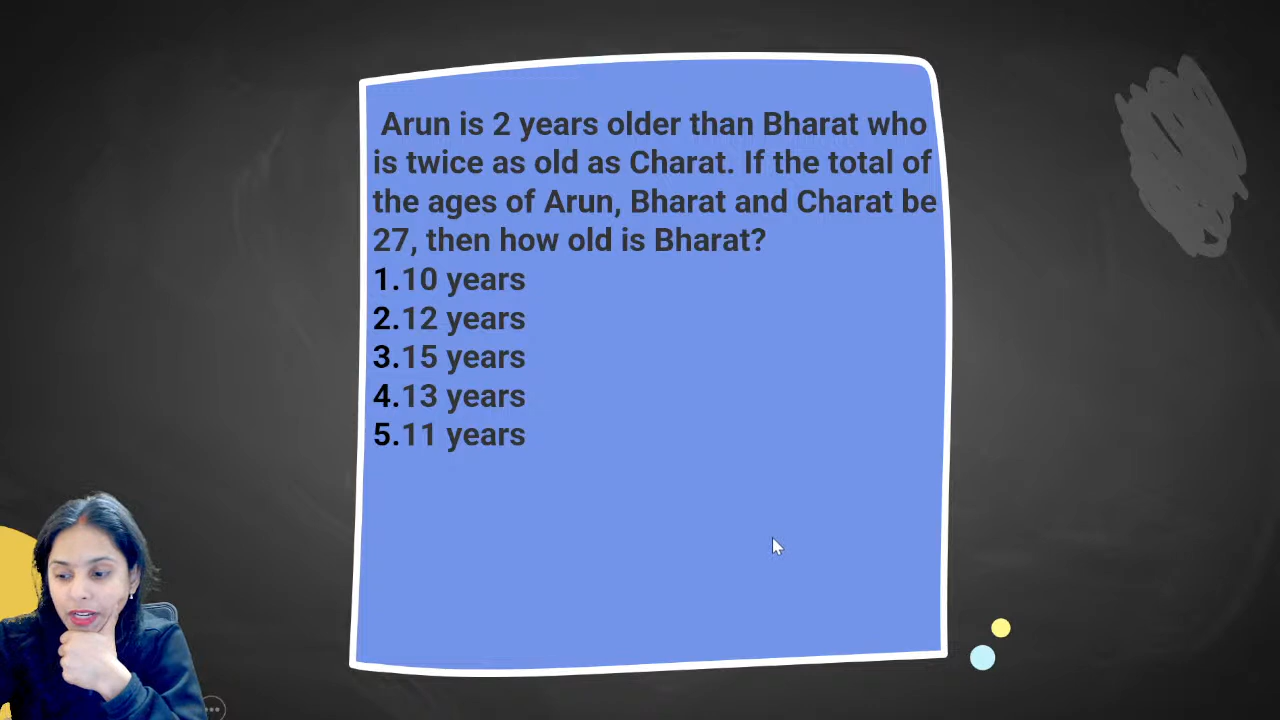 Arun is 2 years older than Bharat who
is twice as old as Charat. If the total of
the ages of Arun, Bharat and Charat be
27, then how old is Bharat?
1.10 years
2.12 years
3.15 years
4.13 years
5.11 years